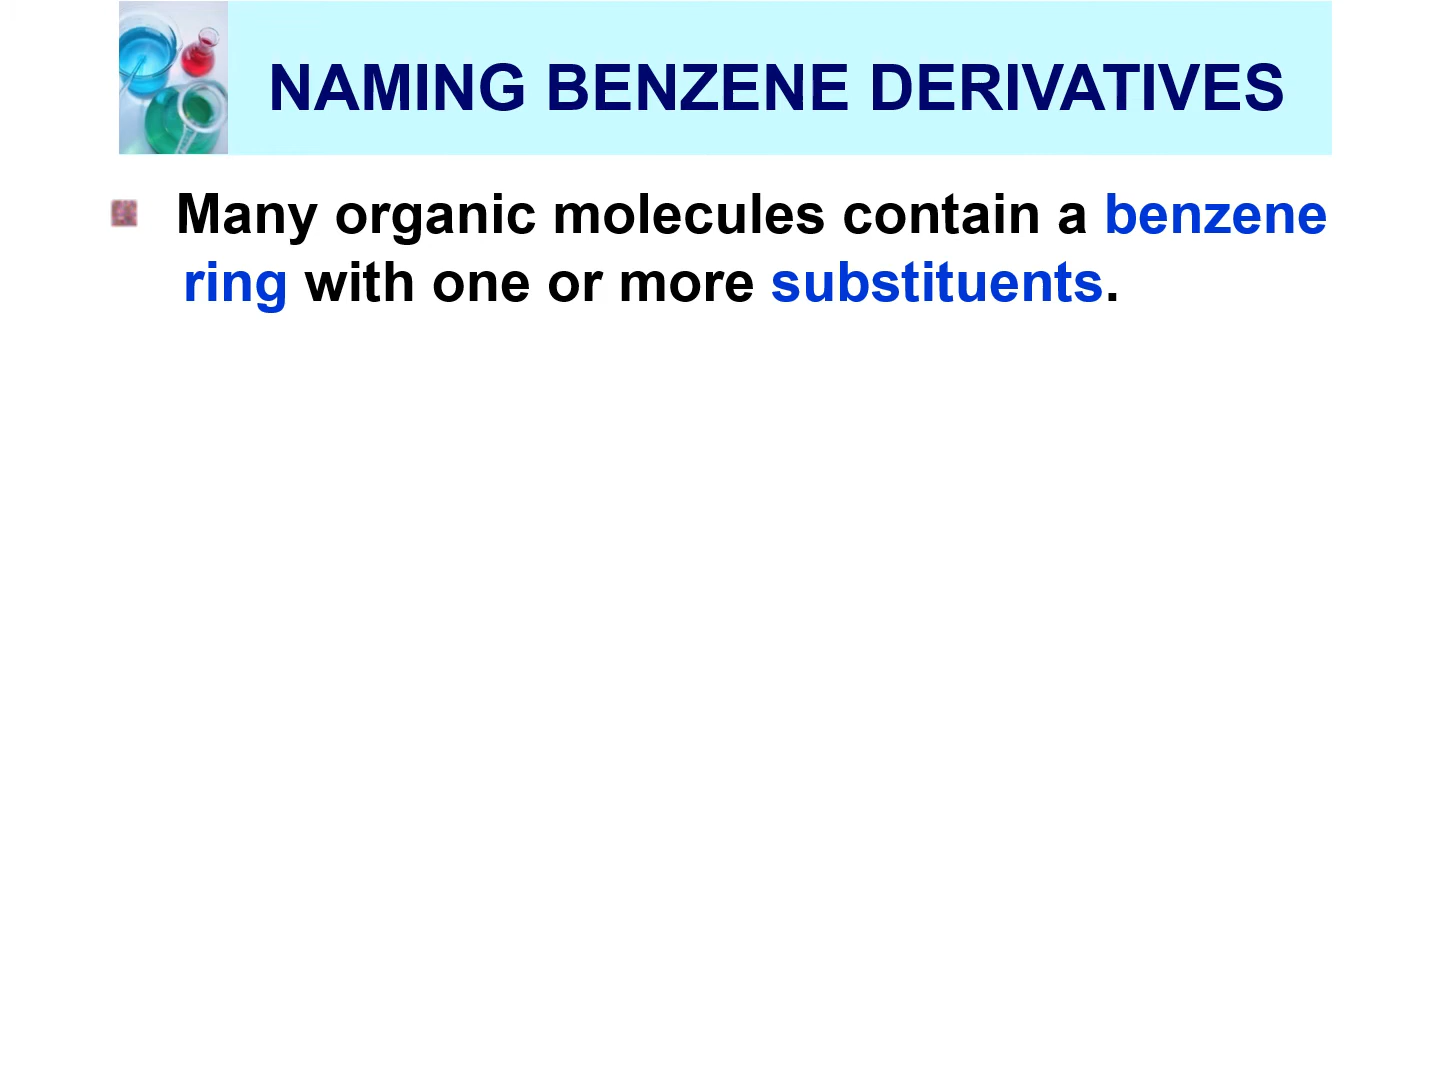 NAMING BENZENE DERIVATIVES
Many organic molecules contain a benzene
ring with one or more substituents.